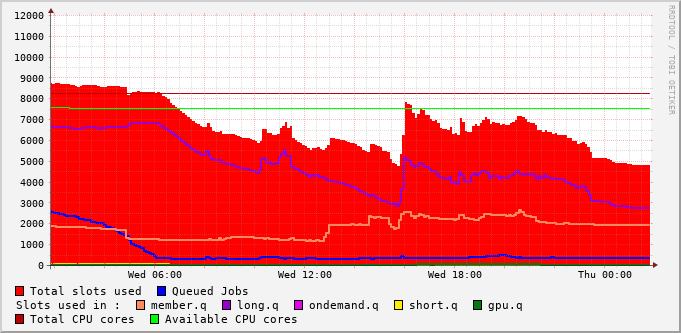 RRDTOOL / TOBI OETIKER
12000
11000
10000
9000
8000
7000
6000
5000
4000
3000
2000
1000
0
Wed 06:00 Wed 12:00 Wed 18:00 Thu 00:00
Total slots used Queued Jobs
Slots used in : member.q long.q ondemand.q short.q gpu.q
Total CPU cores Available CPU cores